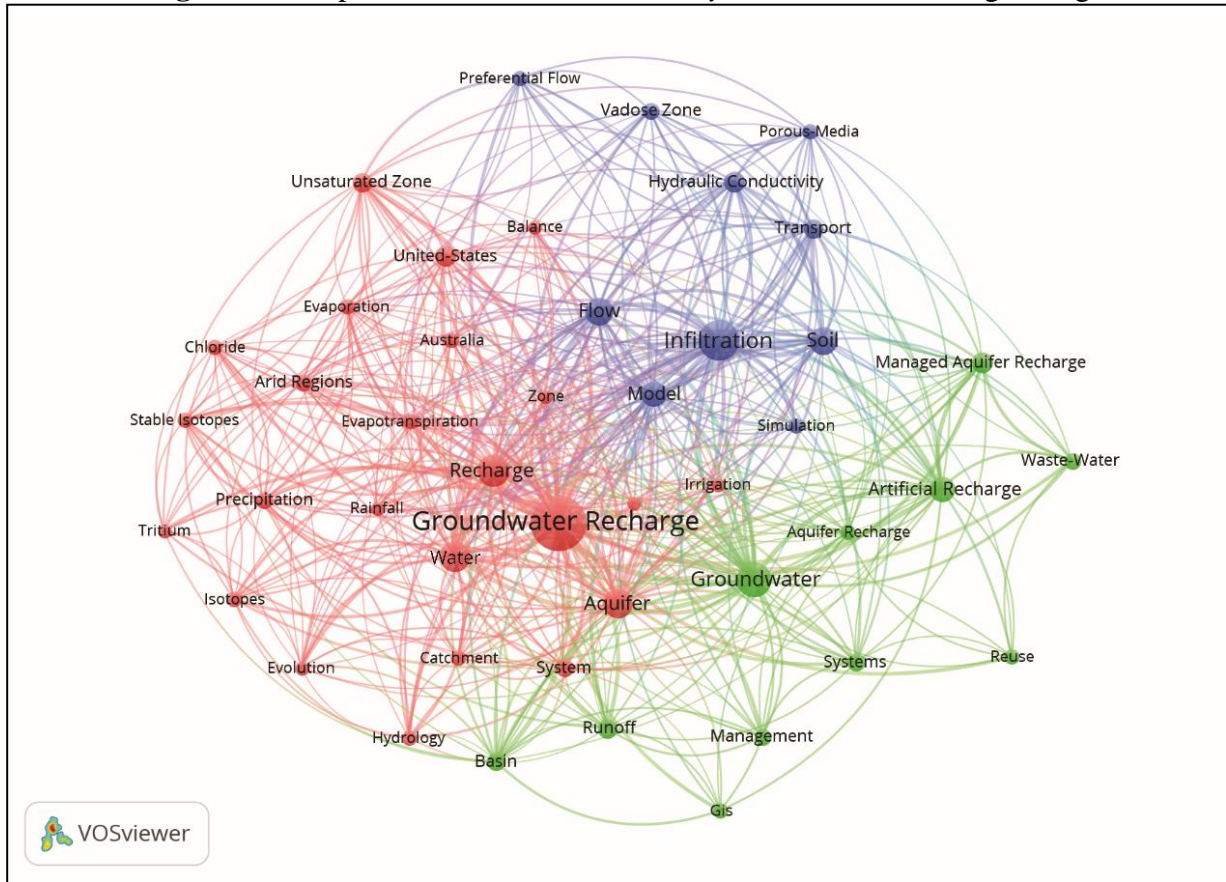 Preferential Flow
Vadose Zone
Porous-Media
Unsaturated Zone
Hydraulic Conductivity
Balance
Transport
United-States
Evaporation
Flow
Infiltration
Soil
Chloride
Australia
Managed Aquifer Recharge
Arid Regions
Zone
Model
Stable Isotopes
Evapotranspiration
Simulation
Waste-Water
Recharge
Irrigation
Artificial Recharge
Precipitation
Rainfall
Tritium
Groundwater Recharge
Aquifer Recharge
Water
Groundwater
Isotopes
Aquifer
Evolution
Catchment
System
Systems
Reuse
Hydrology
Runoff
Management
Basin
Gis
VOSviewer